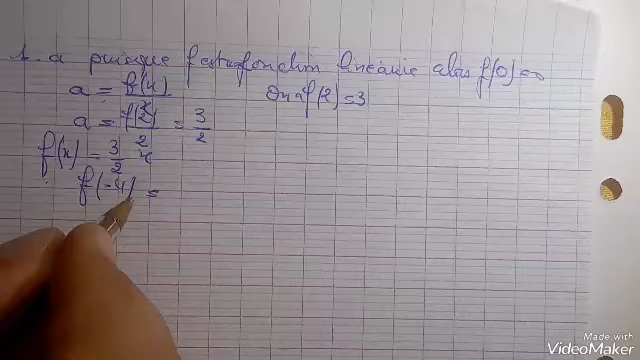 1. a puisque f est une fonction linéaire alors f(0)=0
a = f(x)/x On a f(2)=3
a = f(2)/2 = 3/2
f(x) = 3/2 x
f(-4) =
Made with
VideoMaker